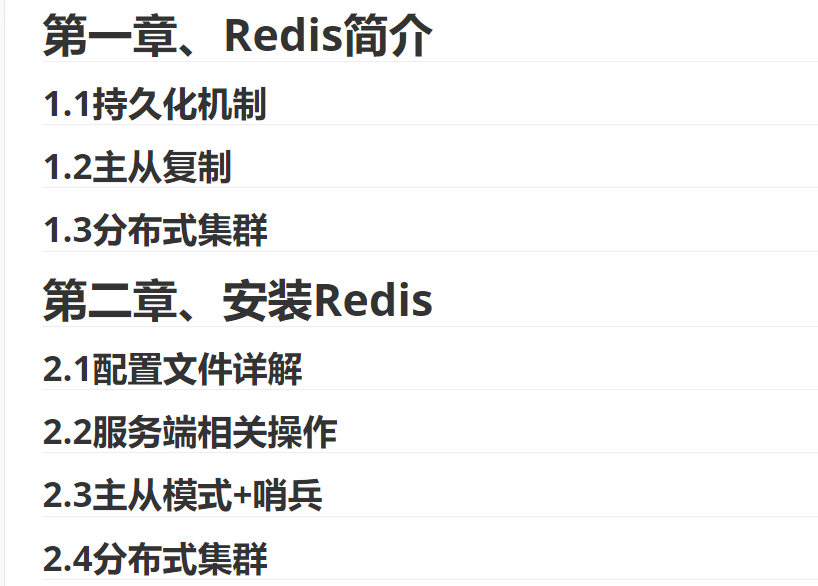 第一章、Redis简介
1.1持久化机制
1.2主从复制
1.3分布式集群
第二章、安装Redis
2.1配置文件详解
2.2服务端相关操作
2.3主从模式+哨兵
2.4分布式集群